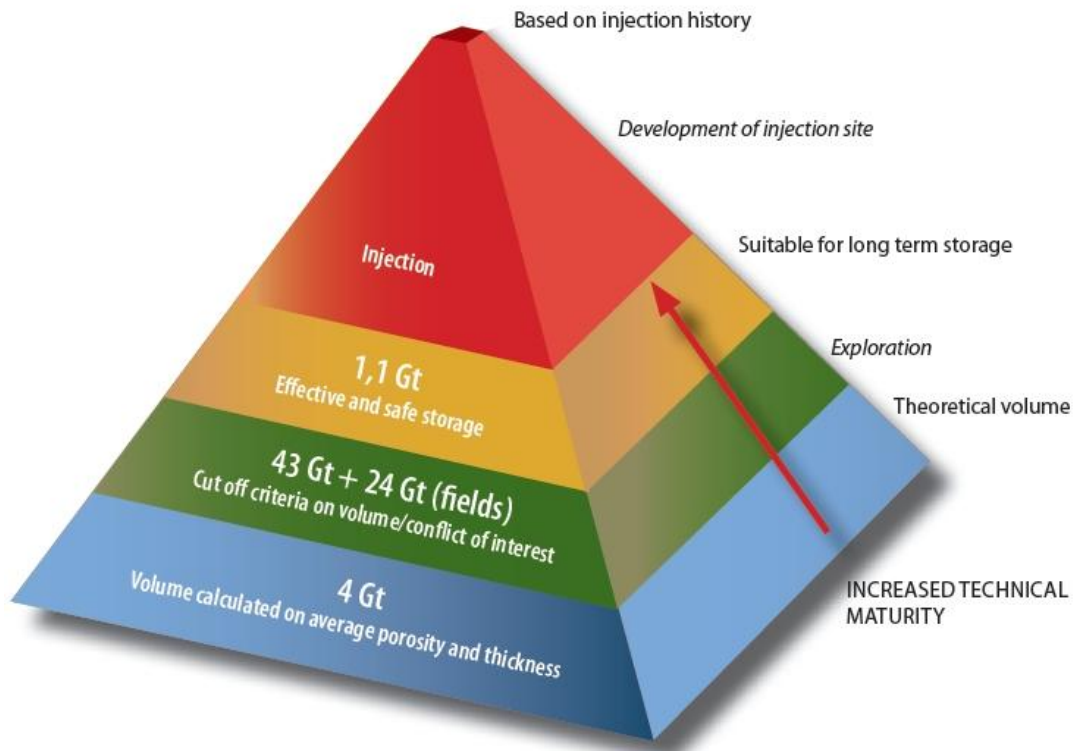 Based on injection history
Development of injection site
Injection
Suitable for long term storage
1,1 Gt
Effective and safe storage
Exploration
Theoretical volume
43 Gt + 24 Gt (fields)
Cut off criteria on volume/conflict of interest
4 Gt
Volume calculated on average porosity and thickness
INCREASED TECHNICAL
MATURITY